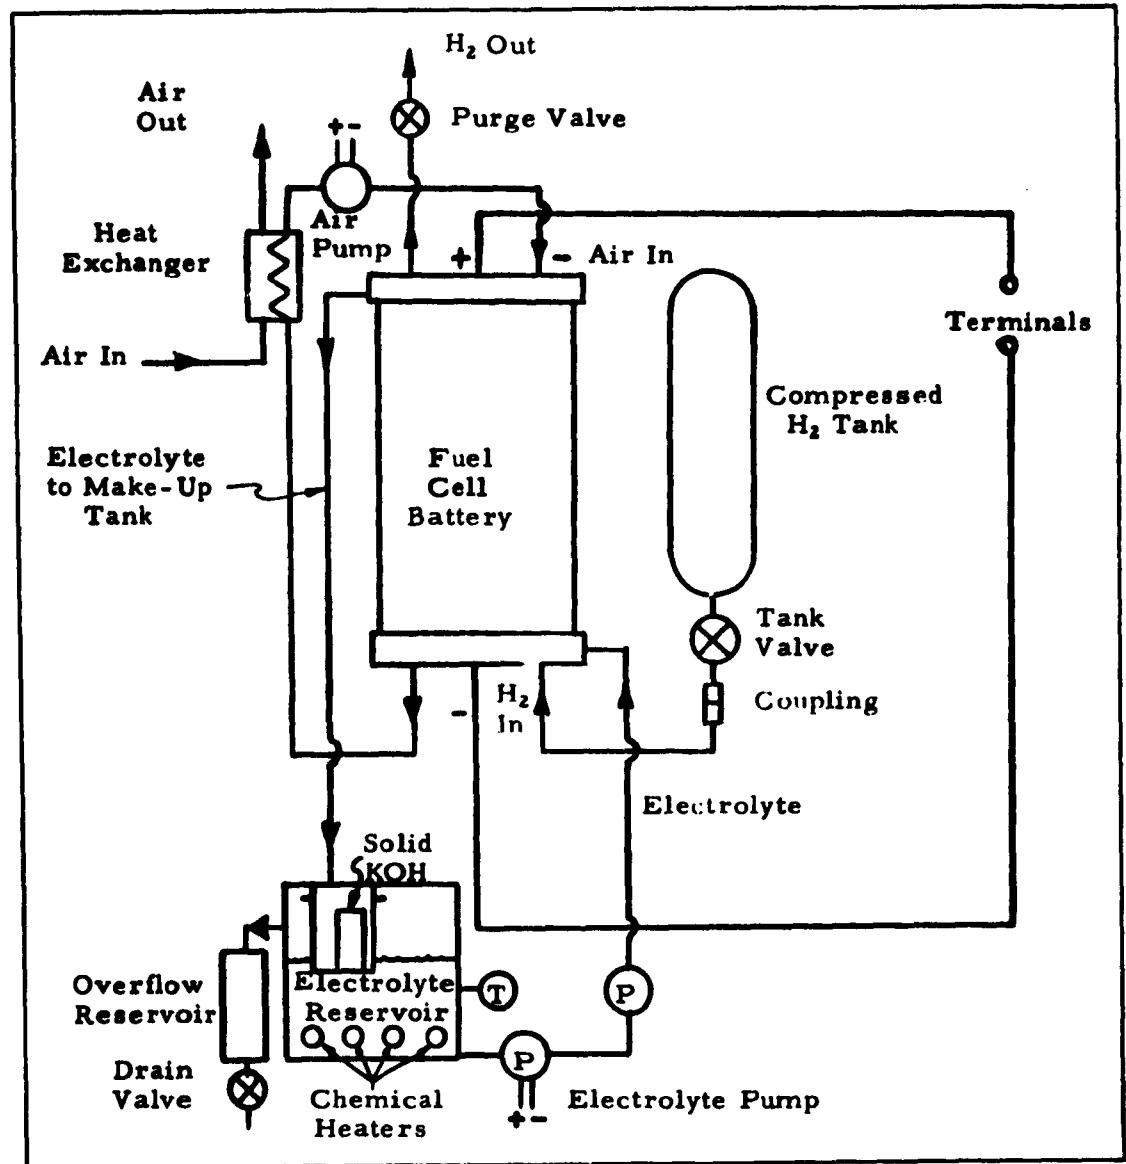 H₂ Out
Air
Out
+ -
Purge Valve
Air
Pump
Heat
Exchanger
+
- Air In
Air In
Terminals
Compressed
H₂ Tank
Electrolyte
to Make-Up
Tank
Fuel
Cell
Battery
Tank
Valve
H₂
In
-
Coupling
Electrolyte
Solid
KOH
Overflow
Reservoir
Electrolyte
Reservoir
T
P
P
Drain
Valve
Chemical
Heaters
+ -
Electrolyte Pump